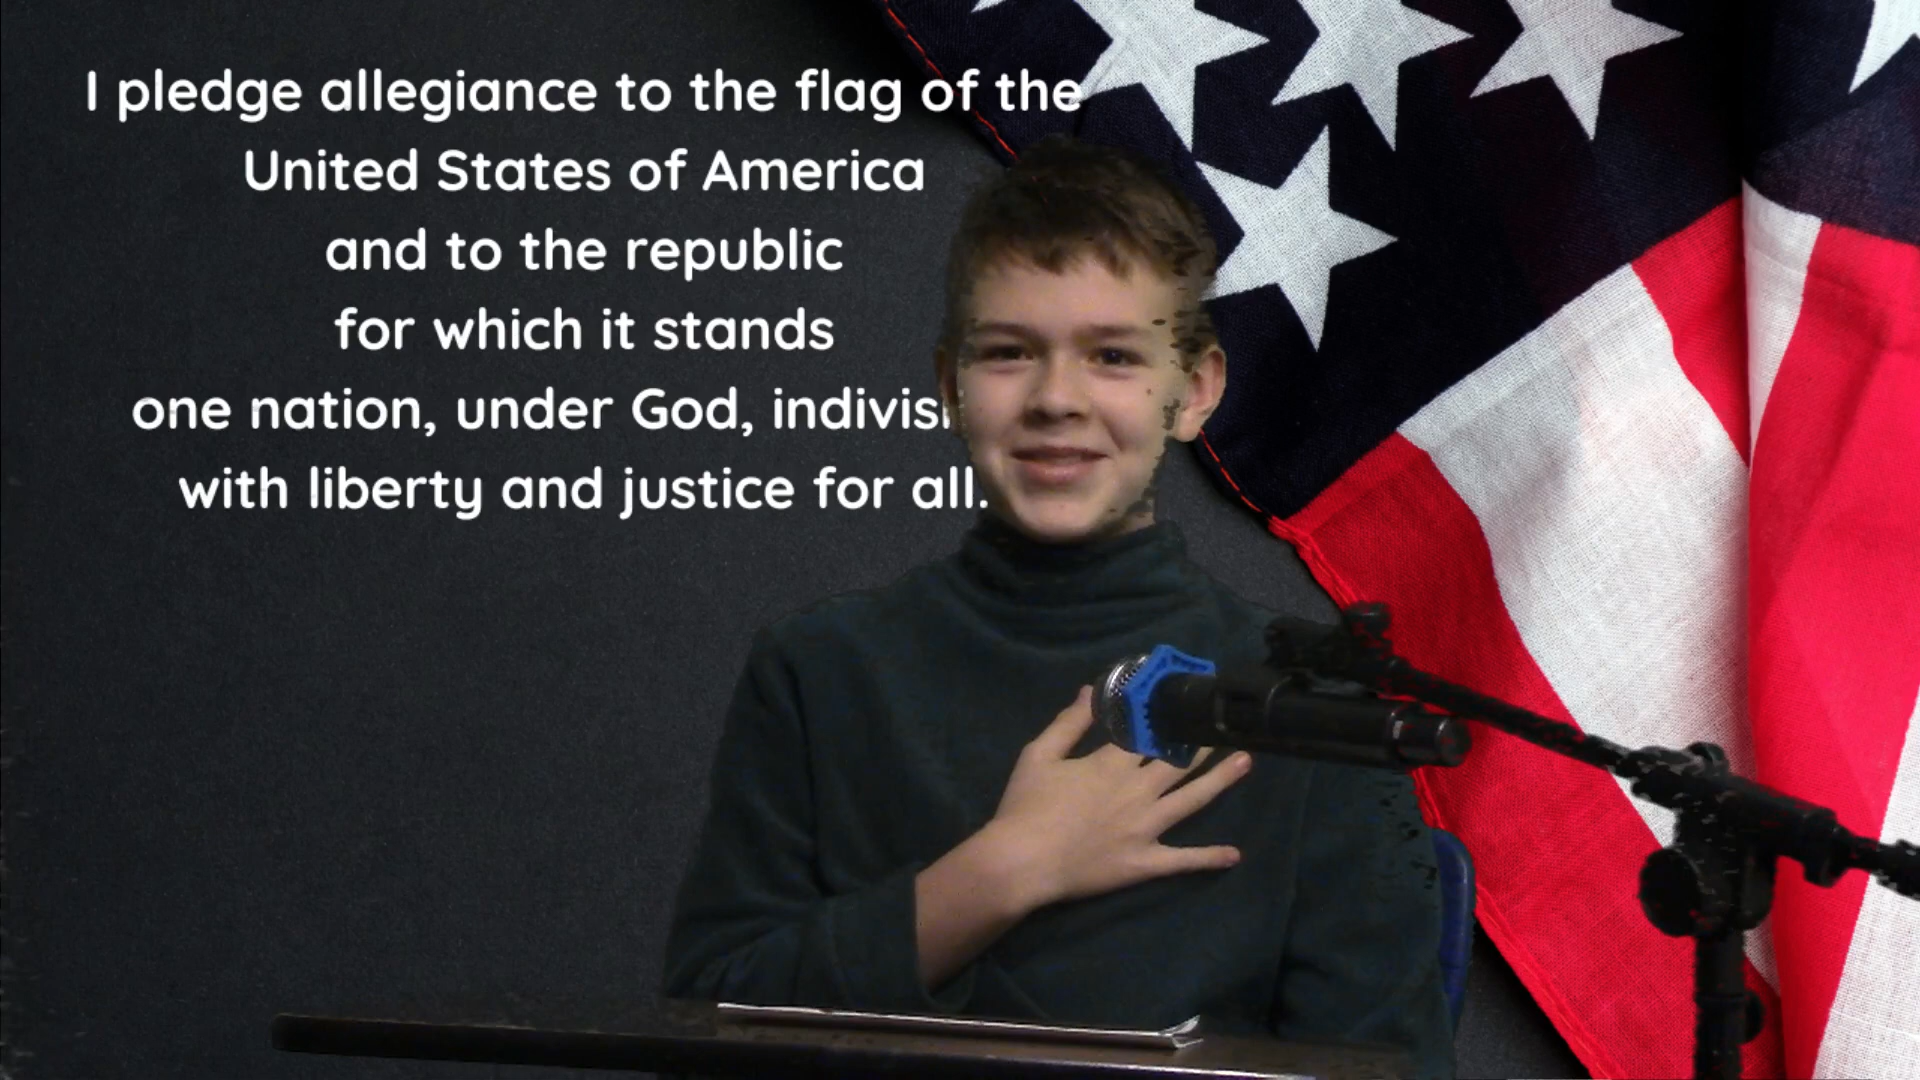 I pledge allegiance to the flag of the
United States of America
and to the republic
for which it stands
one nation, under God,
with liberty and justice for all.